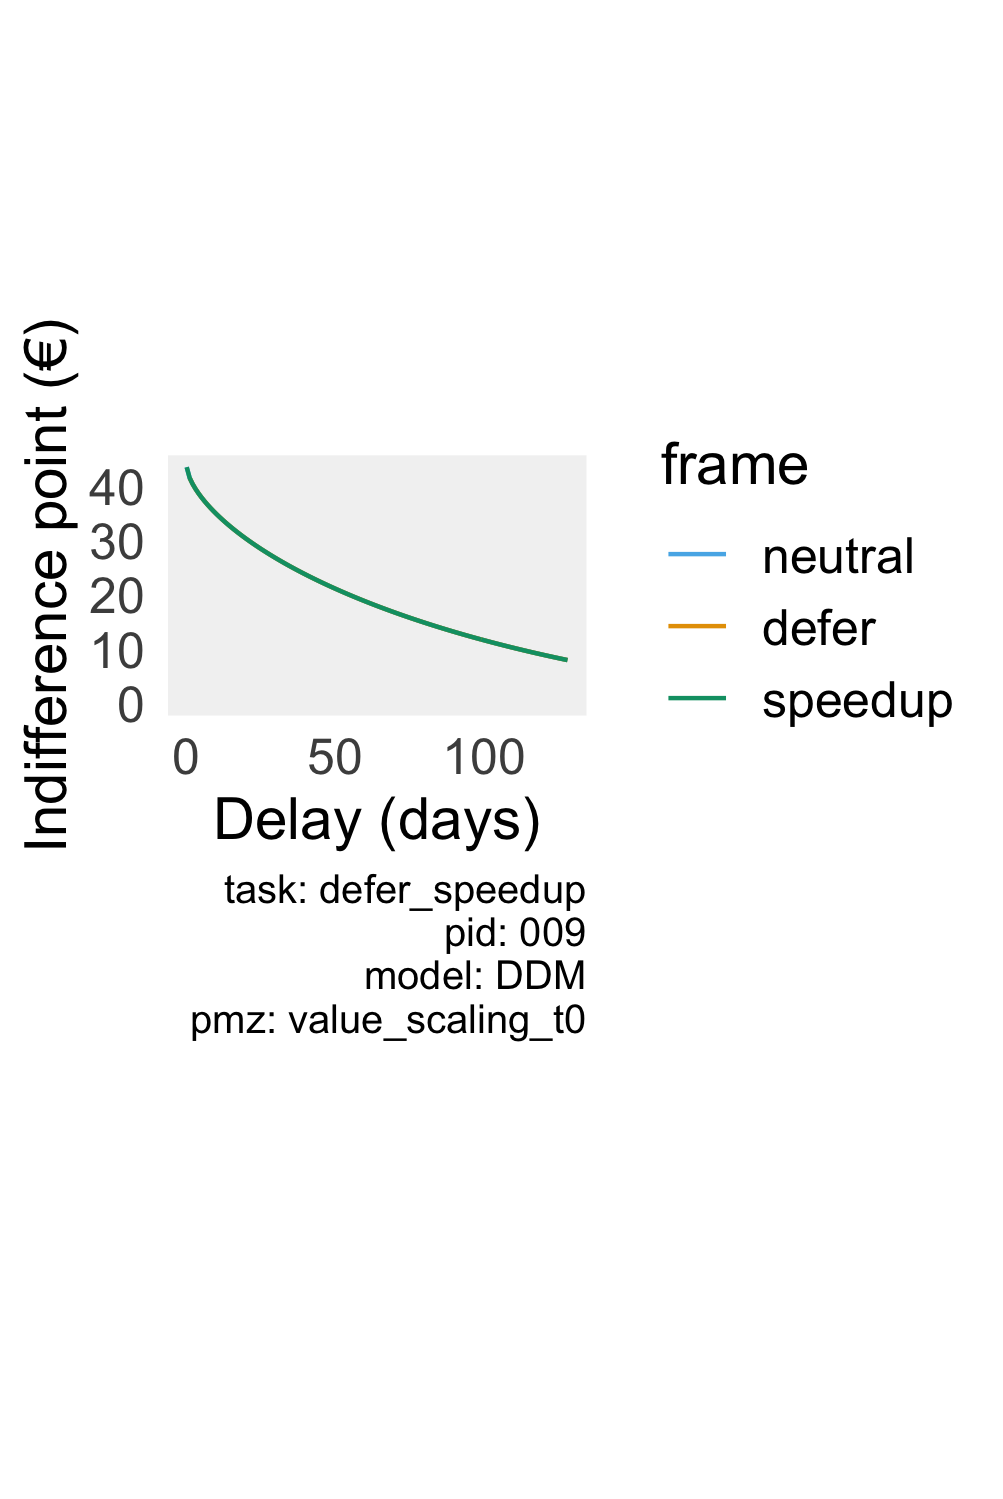 Indifference point (€)
40
30
20
10
0
0 50 100
Delay (days)
frame
neutral
defer
speedup
task: defer_speedup
pid: 009
model: DDM
pmz: value_scaling_t0